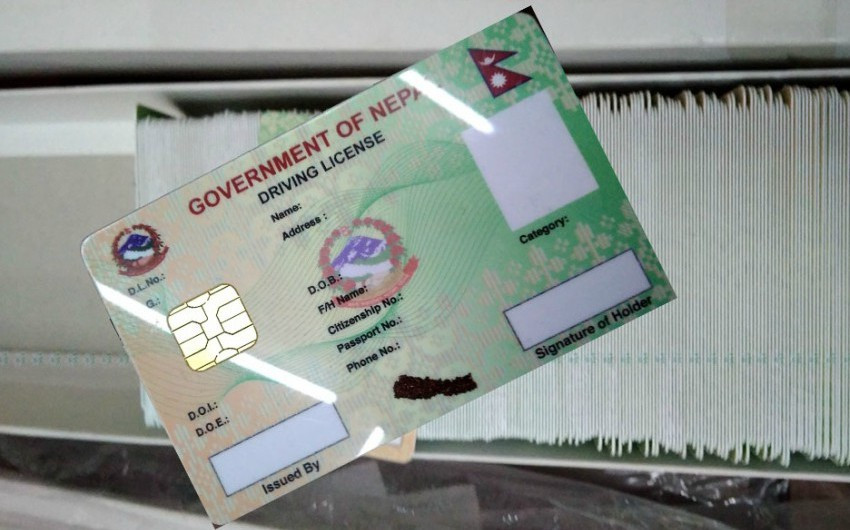 GOVERNMENT OF NEPA
DRIVING LICENSE
Name:
Address :
D.L.No.:
G.:
D.O.B.:
F/H Name:
Citizenship No.:
Passport No.:
Phone No.:
Category:
Signature of Holder
D.O.I.:
D.O.E.:
Issued By